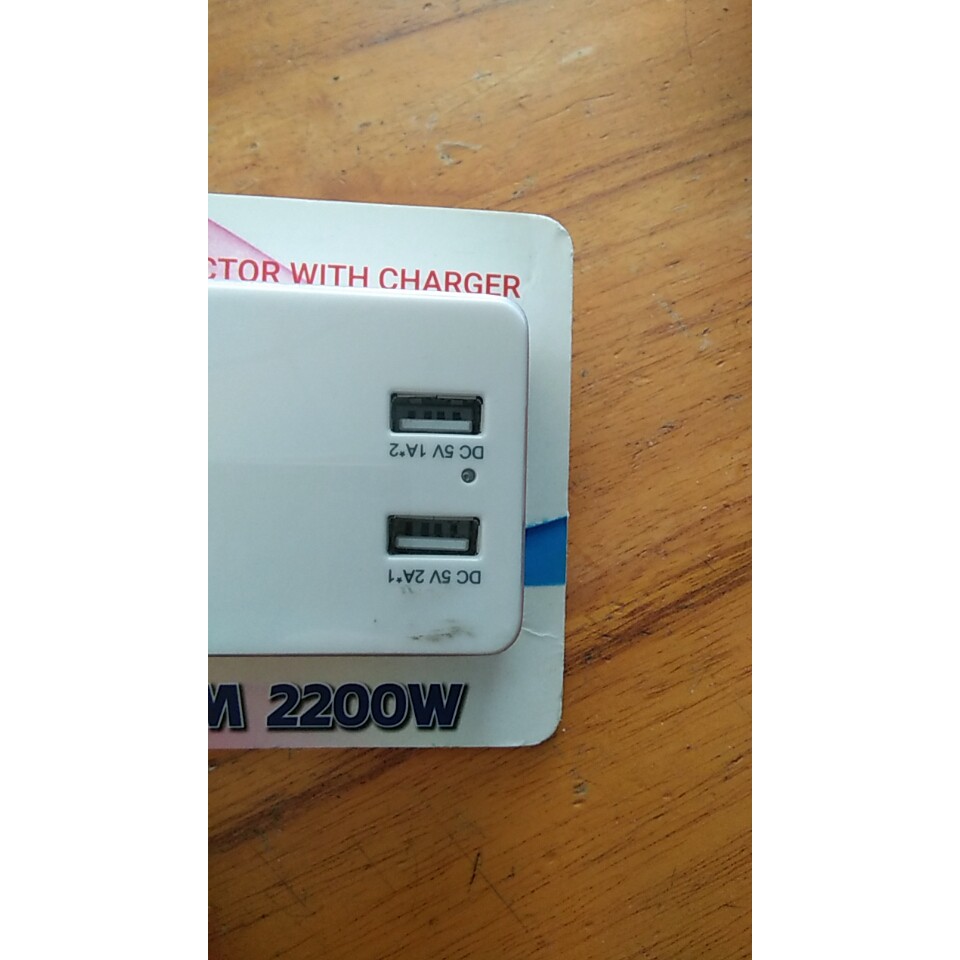 CTOR WITH CHARGER
DC 5V 1A*2
DC 5V 2A*1
M 2200W